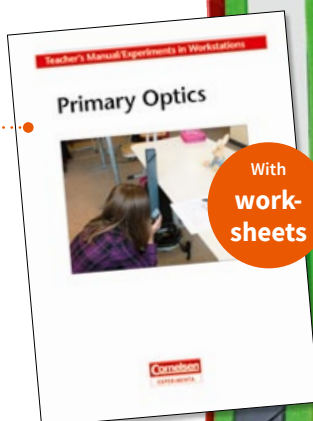 Teacher's Manual/Experiments in Workstations
Primary Optics
With
work-
sheets
Cornelsen
EXPERIMENTA